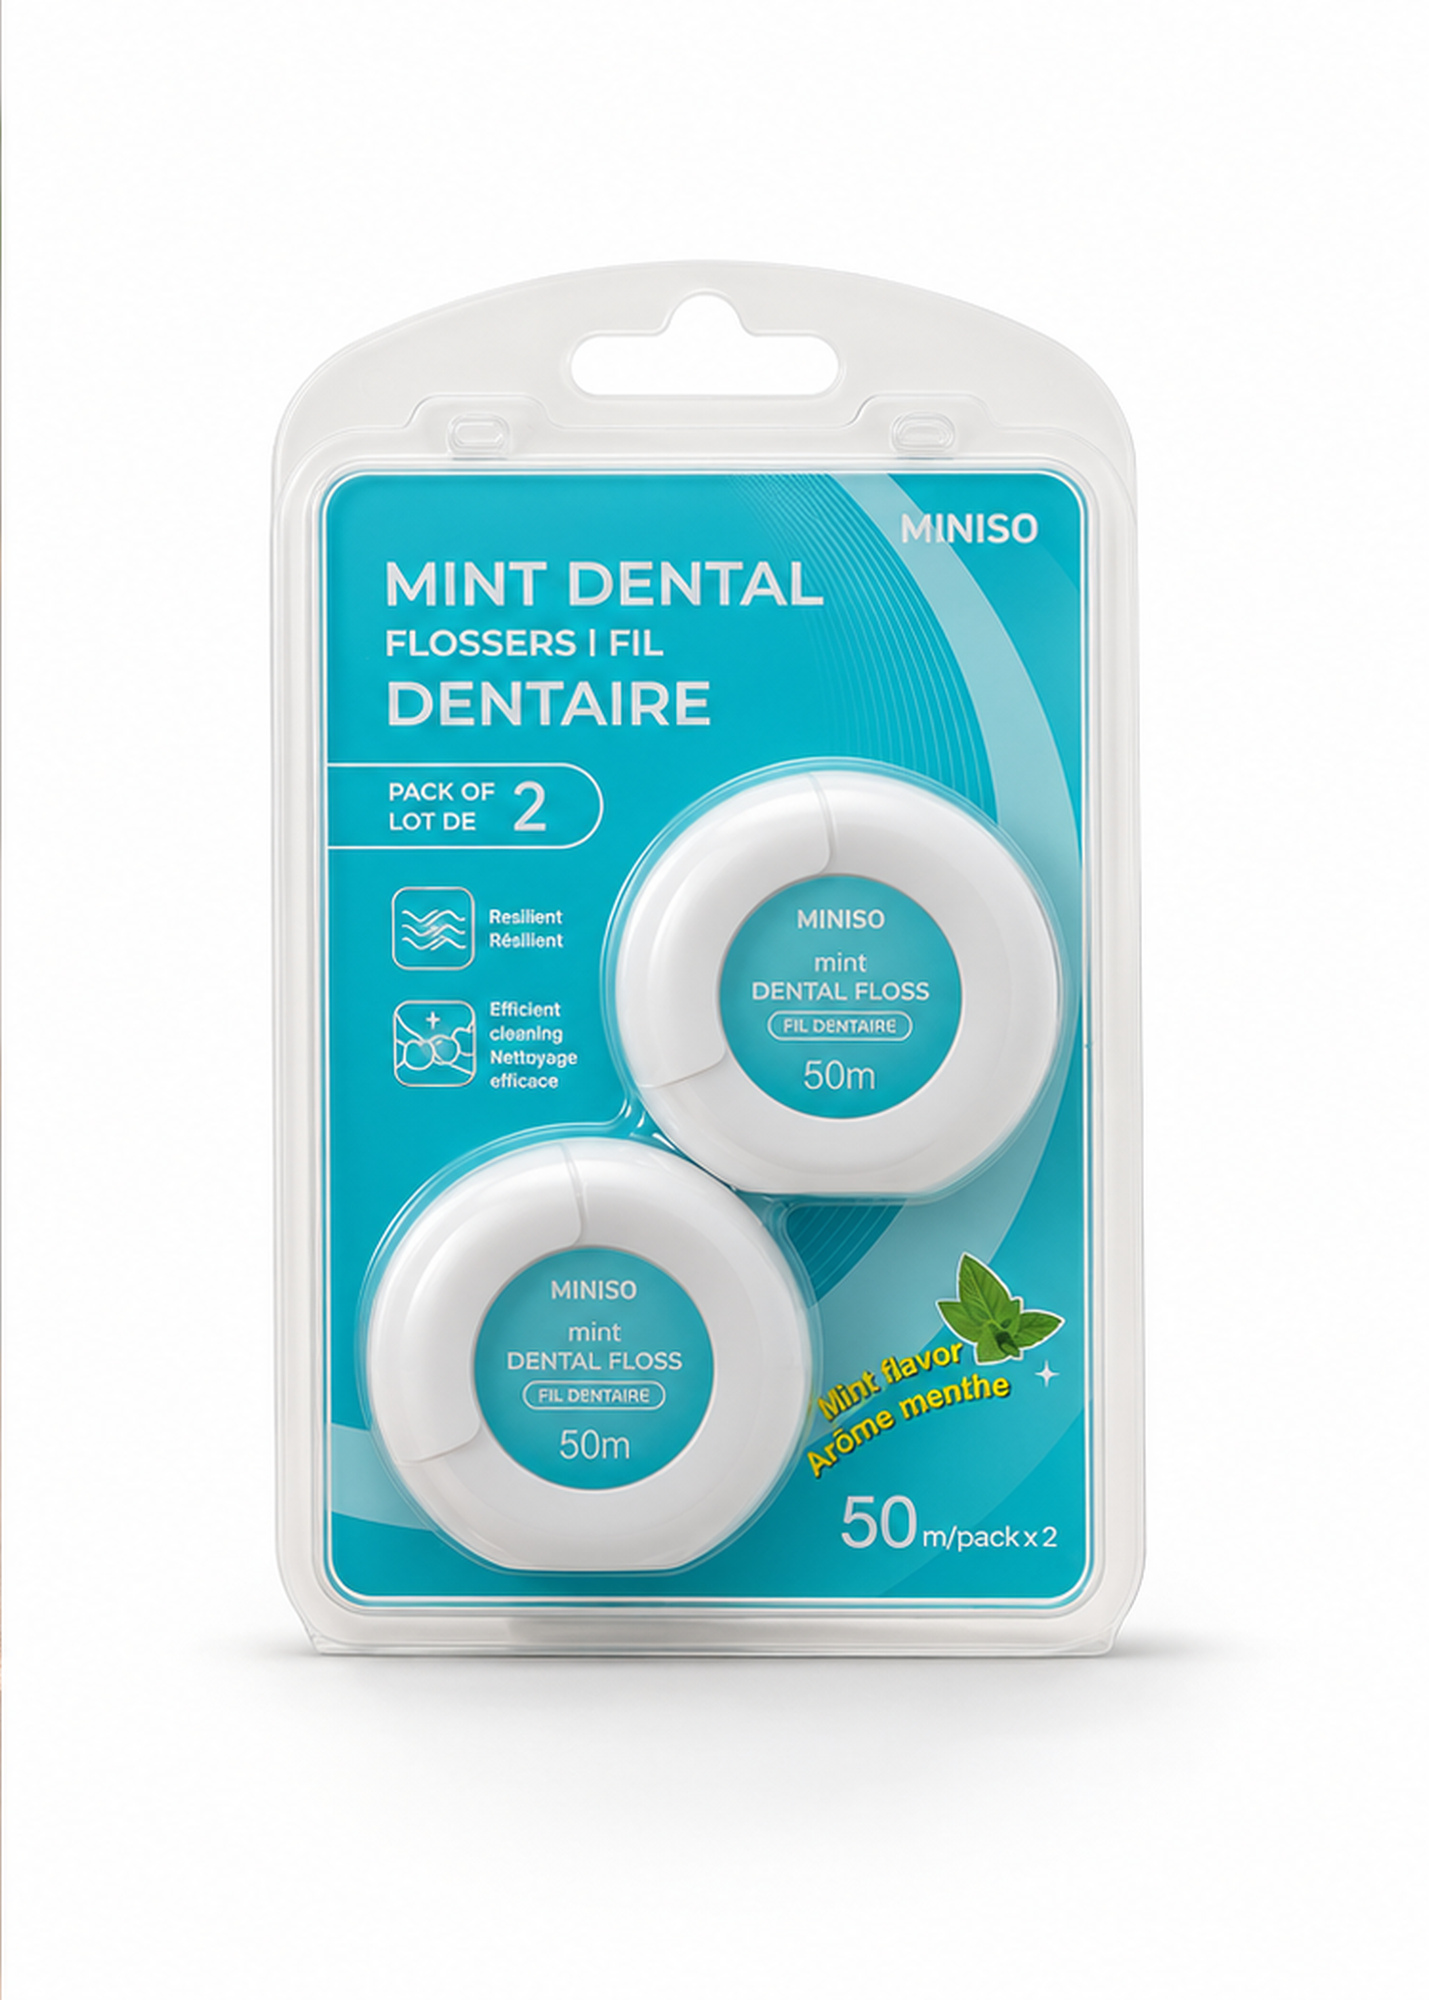 MINISO
MINT DENTAL
FLOSSERS | FIL
DENTAIRE
PACK OF
LOT DE
2
Resilient
Résilient
Efficient
cleaning
Nettoyage
efficace
MINISO
mint
DENTAL FLOSS
FIL DENTAIRE
50m
MINISO
mint
DENTAL FLOSS
FIL DENTAIRE
50m
Mint flavor
Arôme menthe
50 m/pack x 2